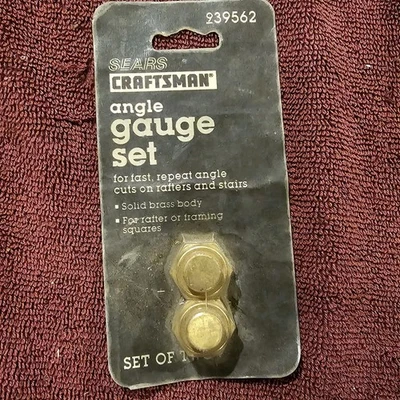 939562
SEARS
CRAFTSMAN®
angle
gauge
set
for fast, repeat angle
cuts on rafters and stairs
▪ Solid brass body
▪ For rafter or framing
squares
SET OF